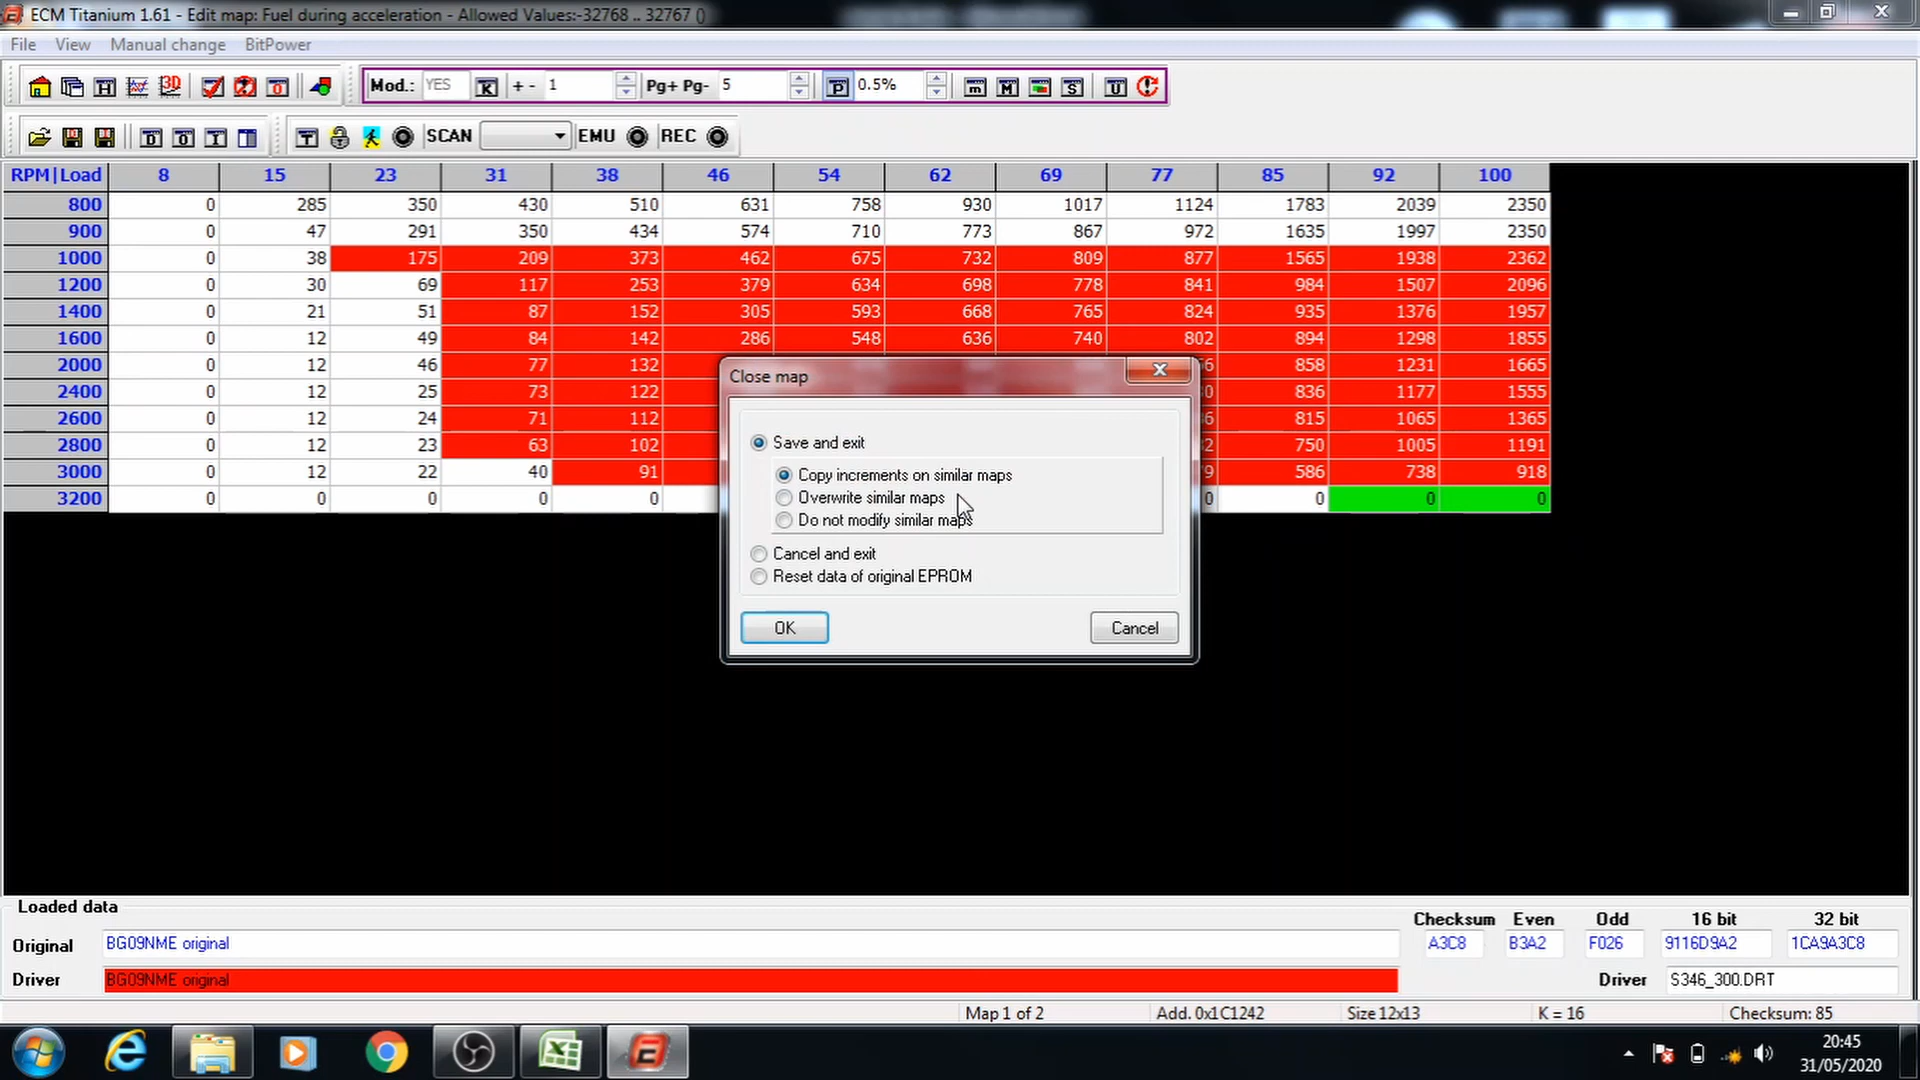 ECM Titanium 1.61 - Edit map: Fuel during acceleration - Allowed Values:-32768 .. 32767 ()
File View Manual change BitPower
Mod.: YES K + - 1 Pg+ Pg- 5 P 0.5% m M S U
D O I T SCAN EMU REC
RPM|Load 8 15 23 31 38 46 54 62 69 77 85 92 100
800 0 285 350 430 510 631 758 930 1017 1124 1783 2039 2350
900 0 47 291 350 434 574 710 773 867 972 1635 1997 2350
1000 0 38 175 209 373 462 675 732 809 877 1565 1938 2362
1200 0 30 69 117 253 379 634 698 778 841 984 1507 2096
1400 0 21 51 87 152 305 593 668 765 824 935 1376 1957
1600 0 12 49 84 142 286 548 636 740 802 894 1298 1855
2000 0 12 46 77 132 858 1231 1665
2400 0 12 25 73 122 836 1177 1555
2600 0 12 24 71 112 815 1065 1365
2800 0 12 23 63 102 750 1005 1191
3000 0 12 22 40 91 586 738 918
3200 0 0 0 0 0 0 0 0 0
Close map
Save and exit
Copy increments on similar maps
Overwrite similar maps
Do not modify similar maps
Cancel and exit
Reset data of original EPROM
OK Cancel
Loaded data
Checksum Even Odd 16 bit 32 bit
Original BG09NME original A3C8 B3A2 F026 9116D9A2 1CA9A3C8
Driver BG09NME original Driver S346_300.DRT
Map 1 of 2 Add. 0x1C1242 Size 12x13 K = 16 Checksum: 85
20:45
31/05/2020